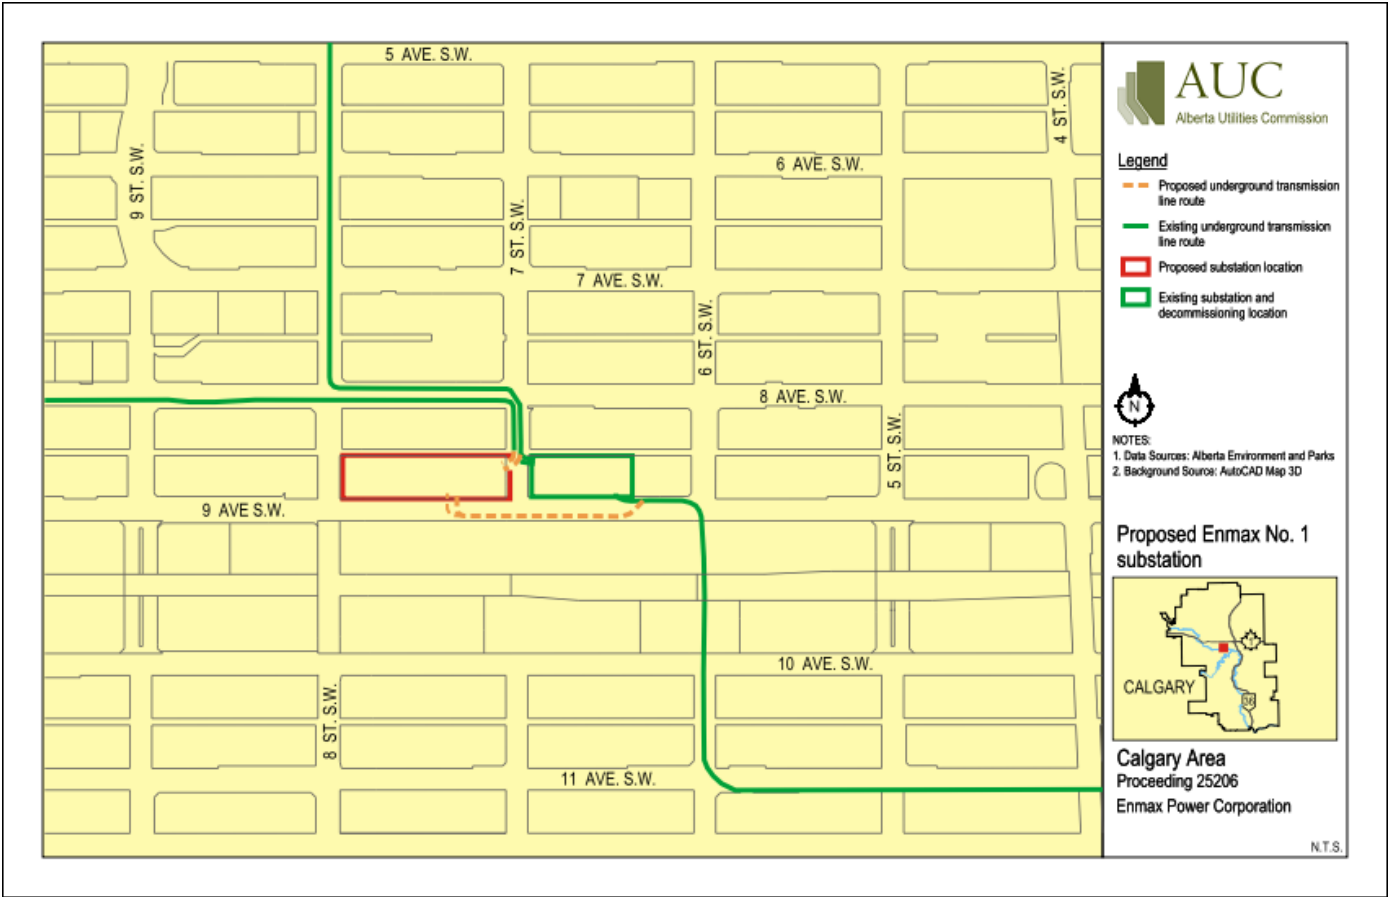 5 AVE. S.W.
4 ST. S.W.
6 AVE. S.W.
9 ST. S.W.
7 ST. S.W.
7 AVE. S.W.
6 ST. S.W.
8 AVE. S.W.
5 ST. S.W.
9 AVE S.W.
10 AVE. S.W.
8 ST. S.W.
11 AVE. S.W.
AUC
Alberta Utilities Commission
Legend
Proposed underground transmission
line route
Existing underground transmission
line route
Proposed substation location
Existing substation and
decommissioning location
N
NOTES:
1. Data Sources: Alberta Environment and Parks
2. Background Source: AutoCAD Map 3D
Proposed Enmax No. 1
substation
1
CALGARY
Calgary Area
Proceeding 25206
Enmax Power Corporation
N.T.S.